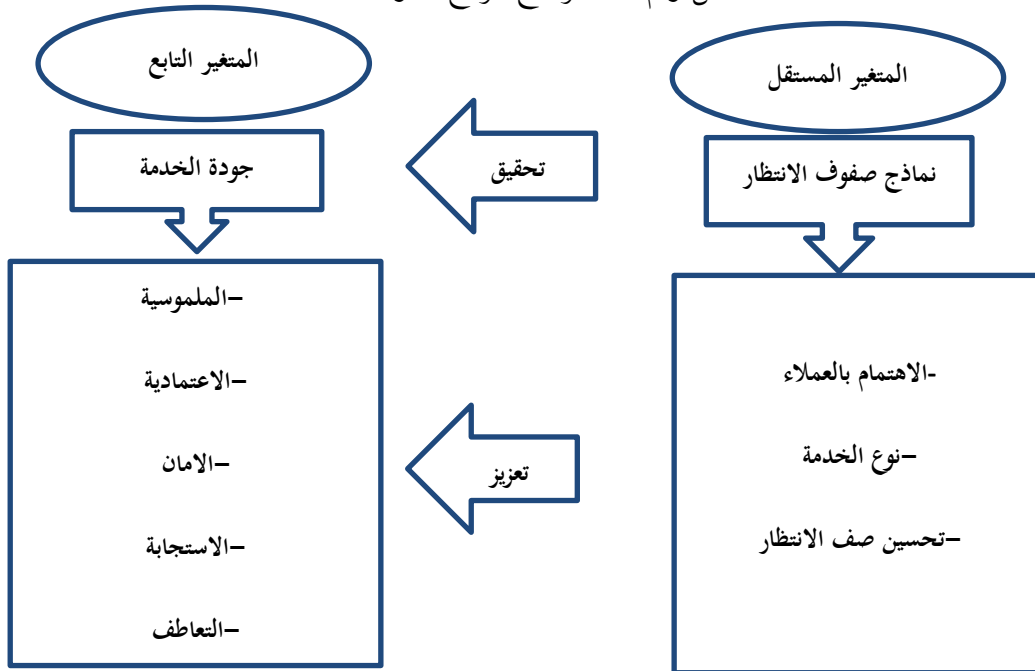 المتغير المستقل
المتغير التابع
نماذج صفوف الانتظار
تحقيق
جودة الخدمة
-الاهتمام بالعملاء
–نوع الخدمة
–تحسين صف الانتظار
تعزيز
–الملموسية
–الاعتمادية
–الامان
–الاستجابة
–التعاطف